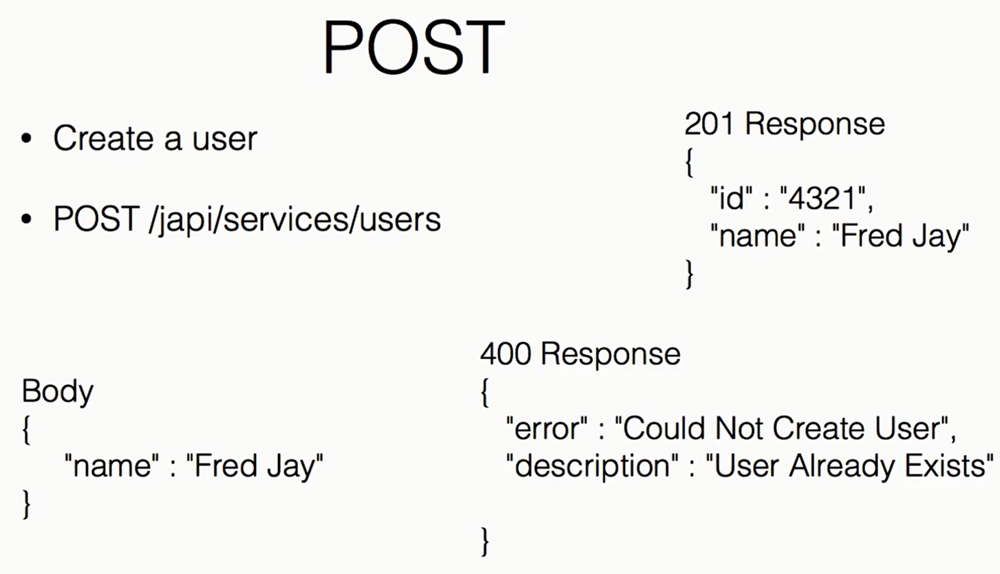 POST
• Create a user
• POST /japi/services/users
201 Response
{
"id" : "4321",
"name" : "Fred Jay"
}
Body
{
"name" : "Fred Jay"
}
400 Response
{
"error" : "Could Not Create User",
"description" : "User Already Exists"
}